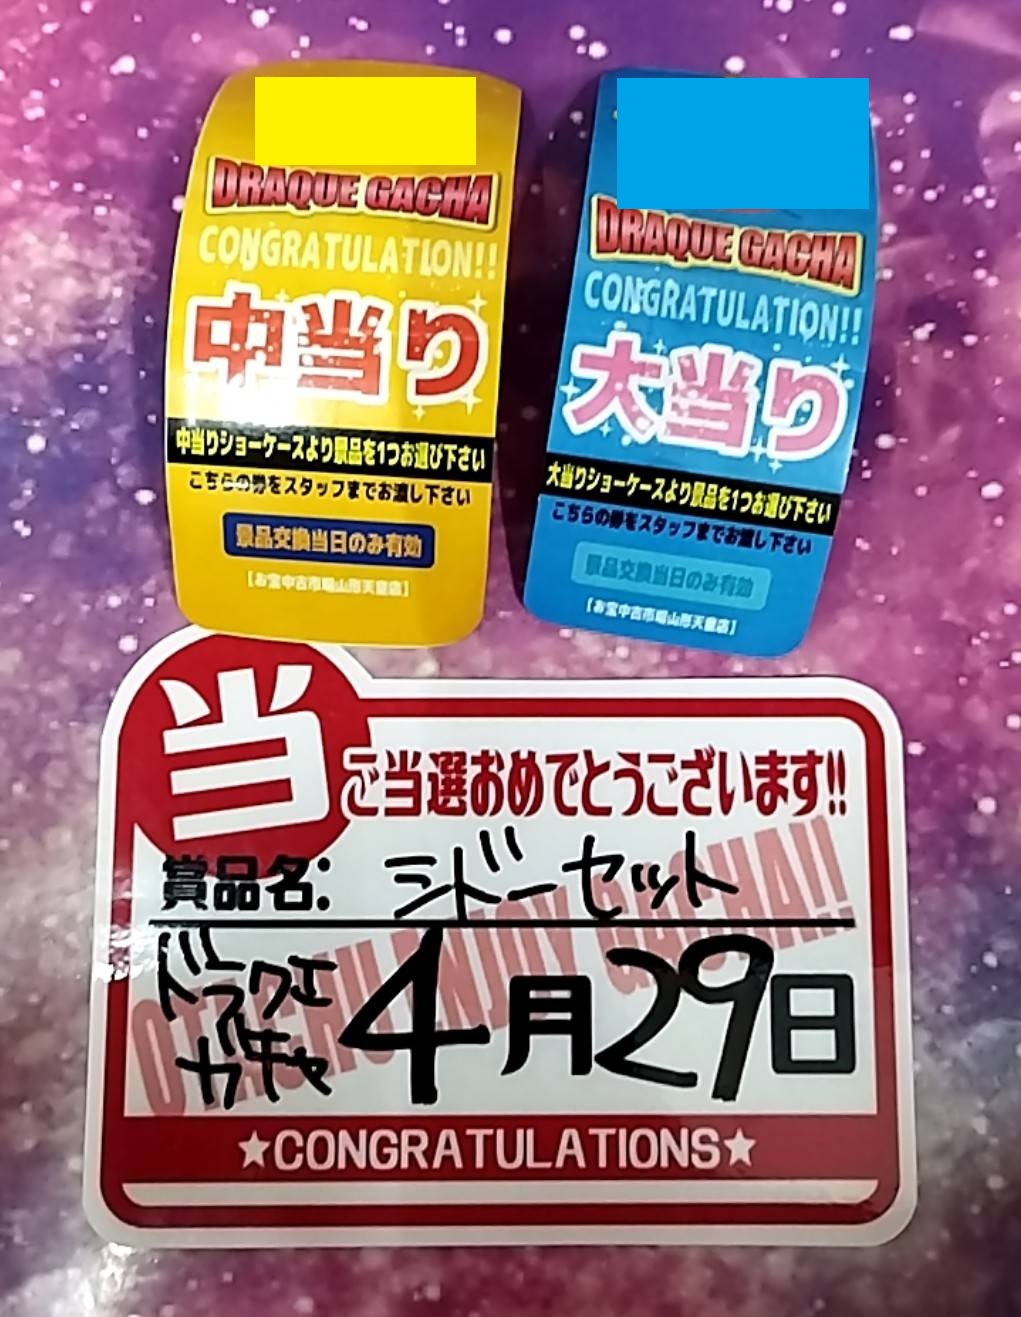 DRAQUE GACHA
CONGRATULATION!!
中当り
中当りショーケースより景品を1つお選び下さい
こちらの券をスタッフまでお渡し下さい
景品交換当日のみ有効
[お宝中古市場山形天童店]
DRAQUE GACHA
CONGRATULATION!!
大当り
大当りショーケースより景品を1つお選び下さい
こちらの券をスタッフまでお渡し下さい
景品交換当日のみ有効
[お宝中古市場山形天童店]
当
ご当選おめでとうございます!!
賞品名: シドーセット
ドラクエ
ガチャ
4月29日
ENJOY GACHA!!
★CONGRATULATIONS★